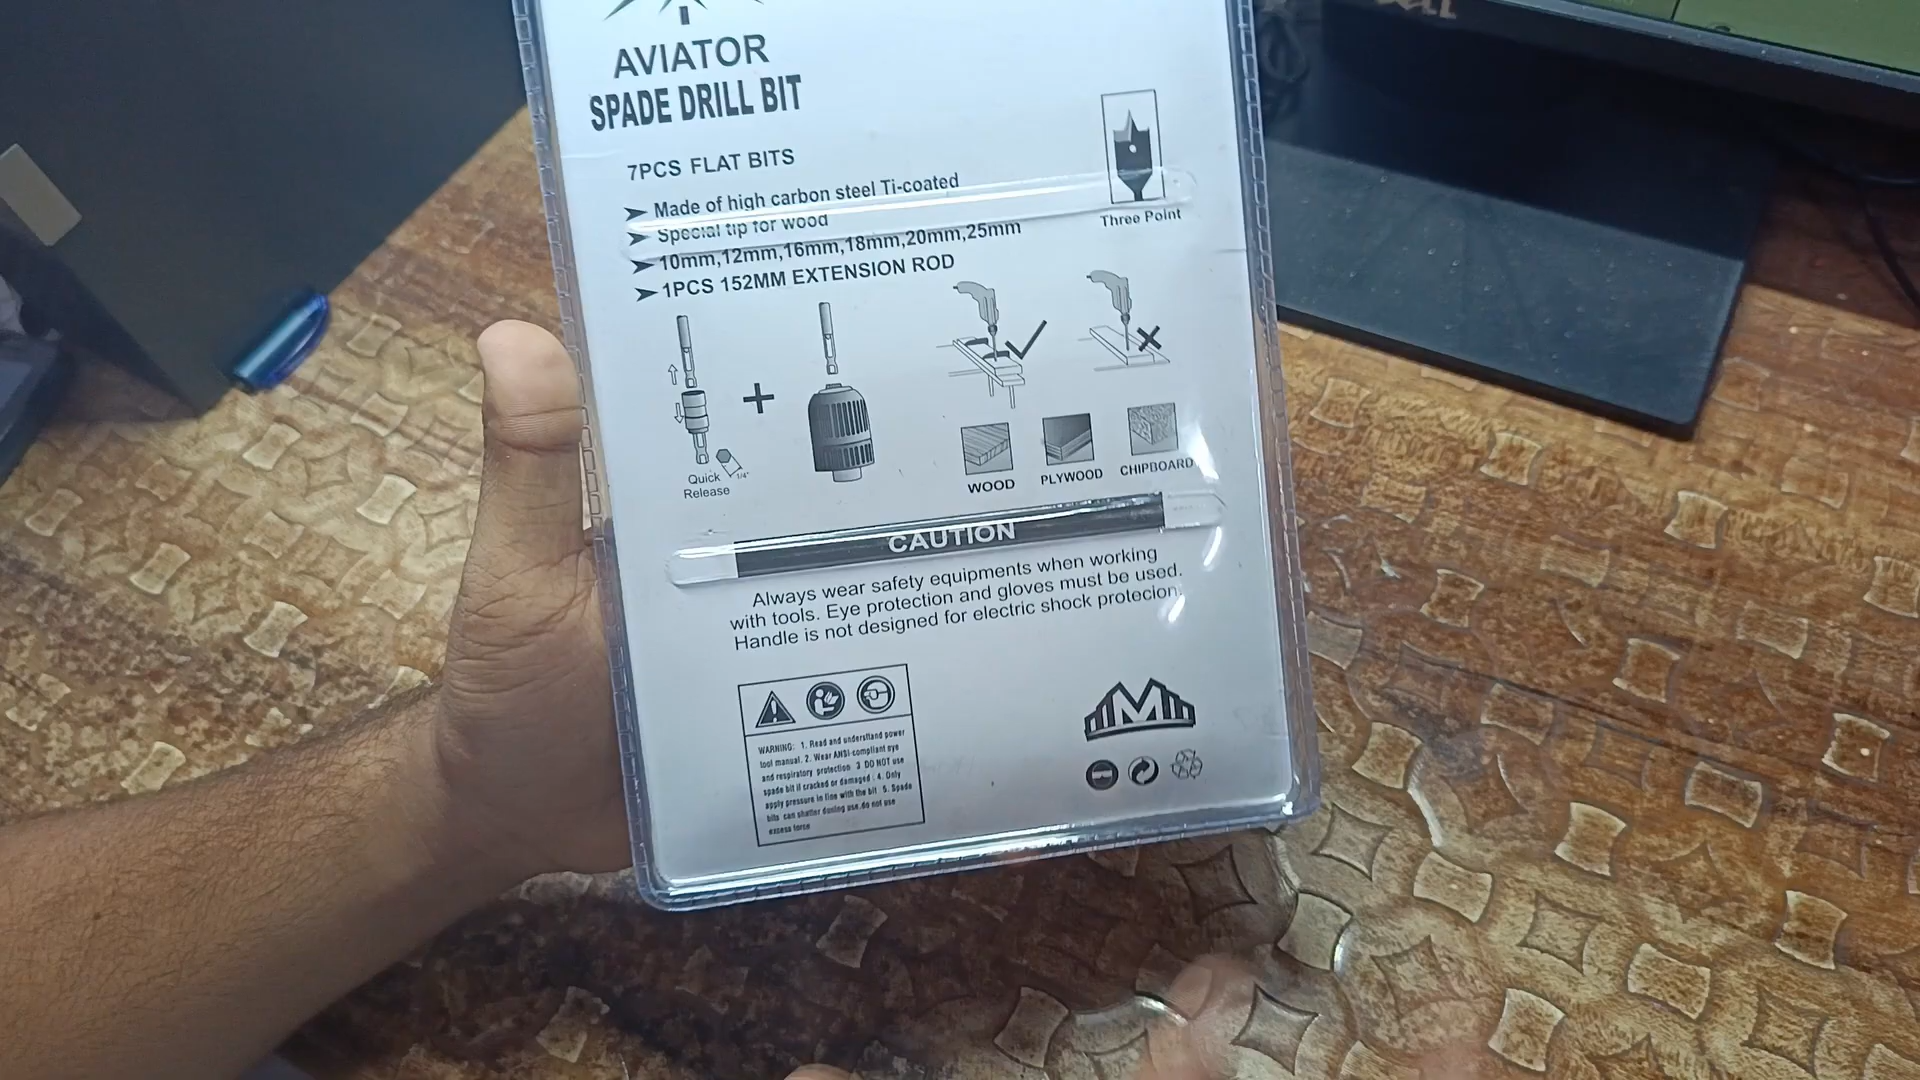 DELL
AVIATOR
SPADE DRILL BIT
7PCS FLAT BITS
Made of high carbon steel Ti-coated
Special tip for wood
10mm,12mm,16mm,18mm,20mm,25mm
1PCS 152MM EXTENSION ROD
Three Point
Quick
Release
1/4"
WOOD
PLYWOOD
CHIPBOARD
CAUTION
Always wear safety equipments when working
with tools. Eye protection and gloves must be used.
Handle is not designed for electric shock protecion.
WARNING: 1. Read and understtand power
tool manual. 2. Wear ANSI-compliant eye
and respiratory protection 3 DO NOT use
spade bit if cracked or damaged . 4. Only
apply pressure in line with the bit 5. Spade
bits can shatter during use.do not use
excess force
M